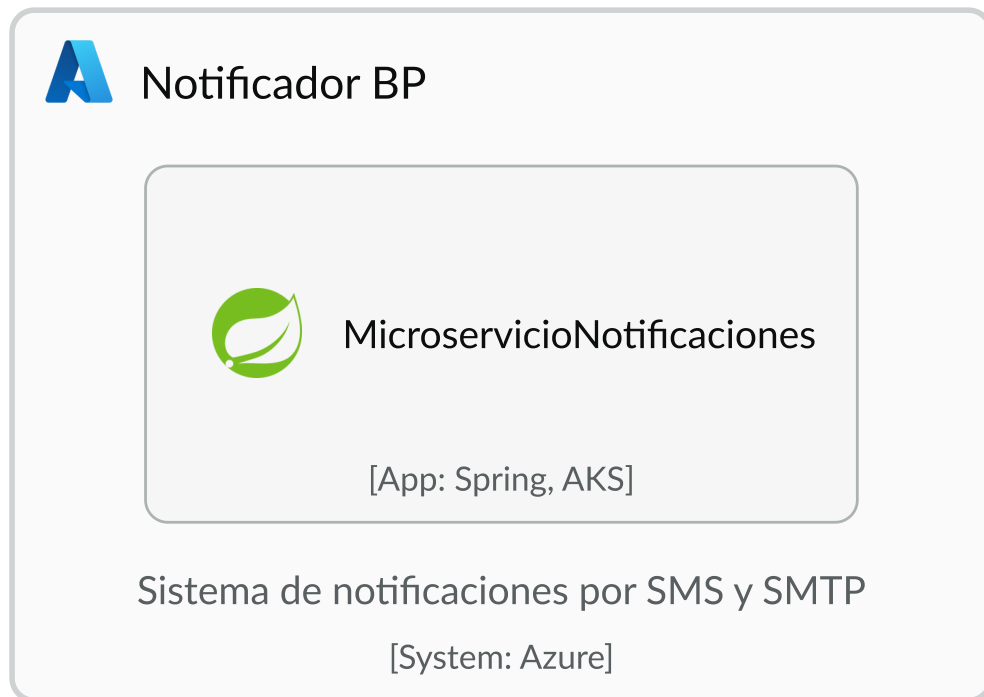 Notificador BP
MicroservicioNotificaciones
[App: Spring, AKS]
Sistema de notificaciones por SMS y SMTP
[System: Azure]